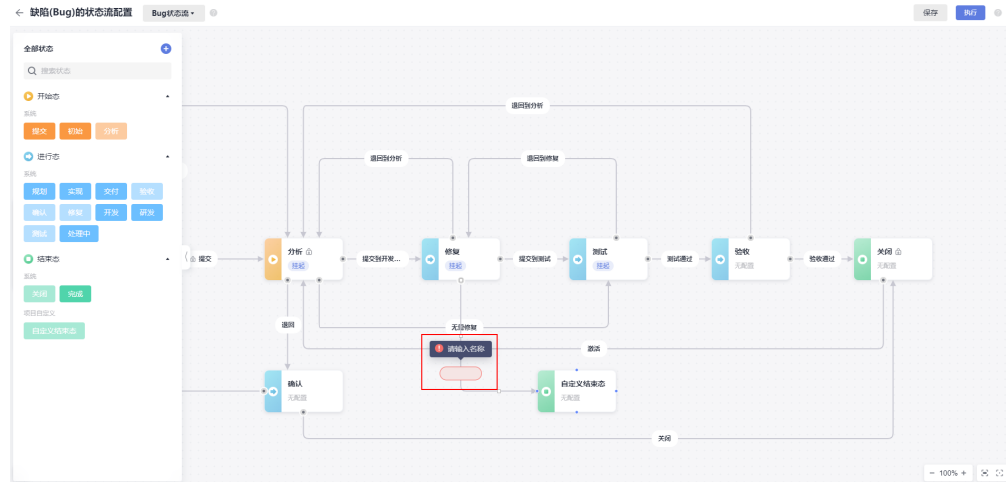 缺陷(Bug)的状态流配置
Bug状态流
保存
执行
全部状态
搜索状态
开始态
系统
提交
初始
分析
进行态
系统
规划
实现
交付
验收
确认
修复
开发
研发
测试
处理中
结束态
系统
关闭
完成
项目自定义
自定义结束态
退回到分析
退回到分析
退回到修复
提交
分析
挂起
提交到开发...
修复
挂起
提交到测试
测试
挂起
测试通过
验收
无配置
验收通过
关闭
无配置
退回
无需修复
请输入名称
激活
确认
无配置
自定义结束态
无配置
关闭
100%